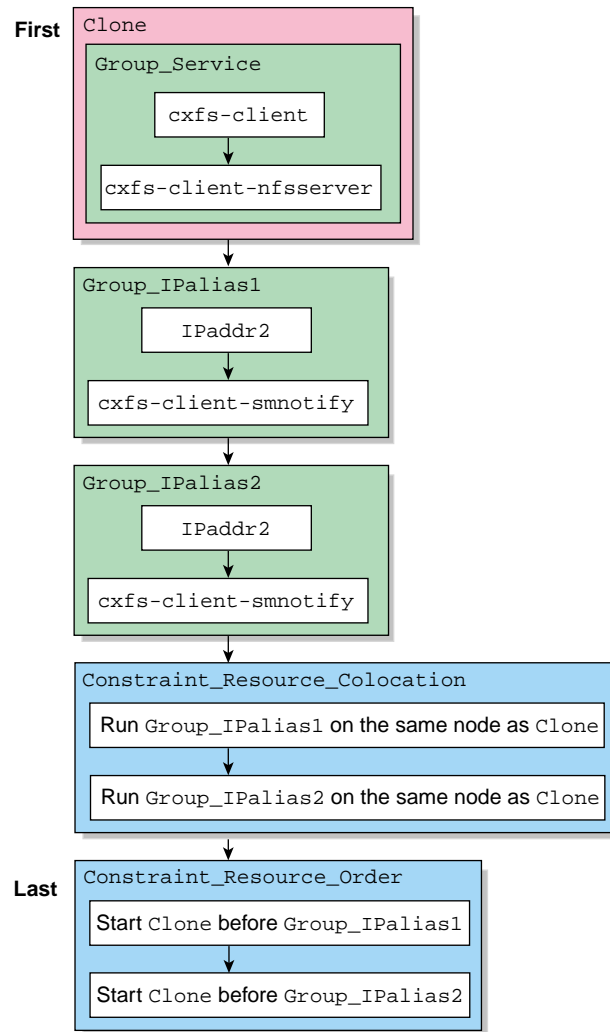 First
Clone
Group_Service
cxfs-client
cxfs-client-nfsserver
Group_IPalias1
IPaddr2
cxfs-client-smnotify
Group_IPalias2
IPaddr2
cxfs-client-smnotify
Constraint_Resource_Colocation
Run Group_IPalias1 on the same node as Clone
Run Group_IPalias2 on the same node as Clone
Last
Constraint_Resource_Order
Start Clone before Group_IPalias1
Start Clone before Group_IPalias2